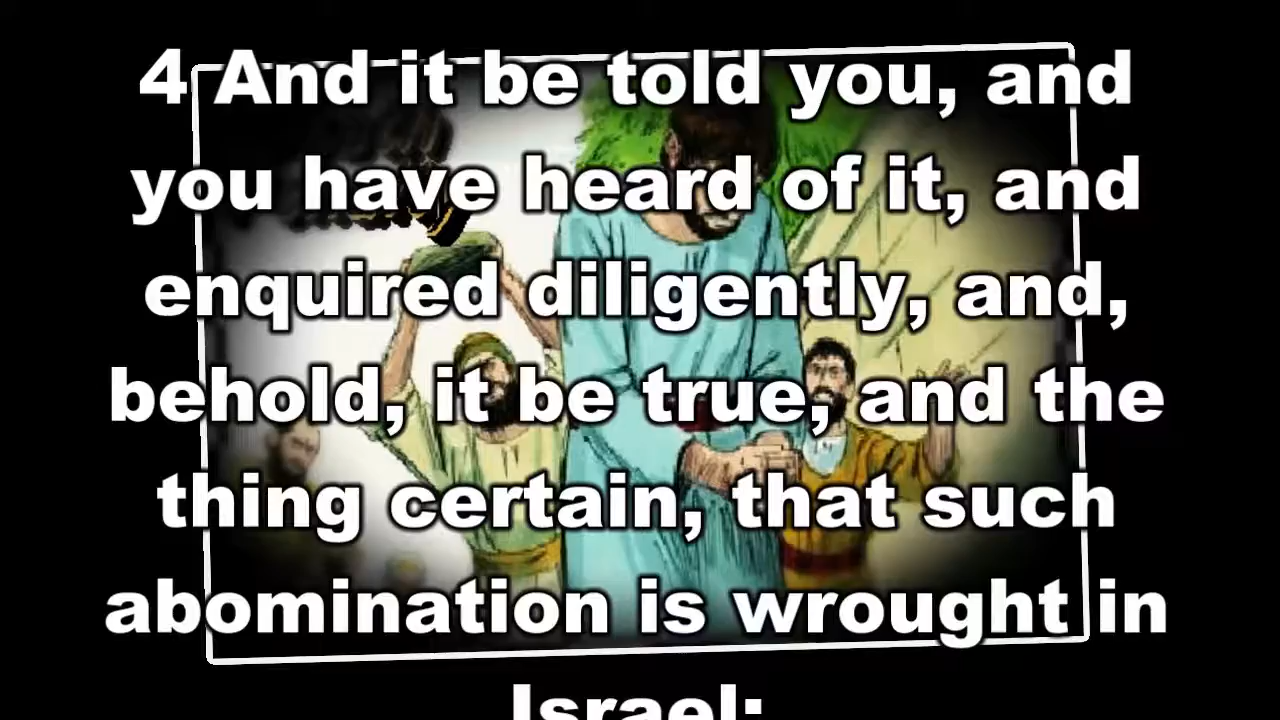 4 And it be told you, and
you have heard of it, and
enquired diligently, and,
behold, it be true, and the
thing certain, that such
abomination is wrought in
Israel: